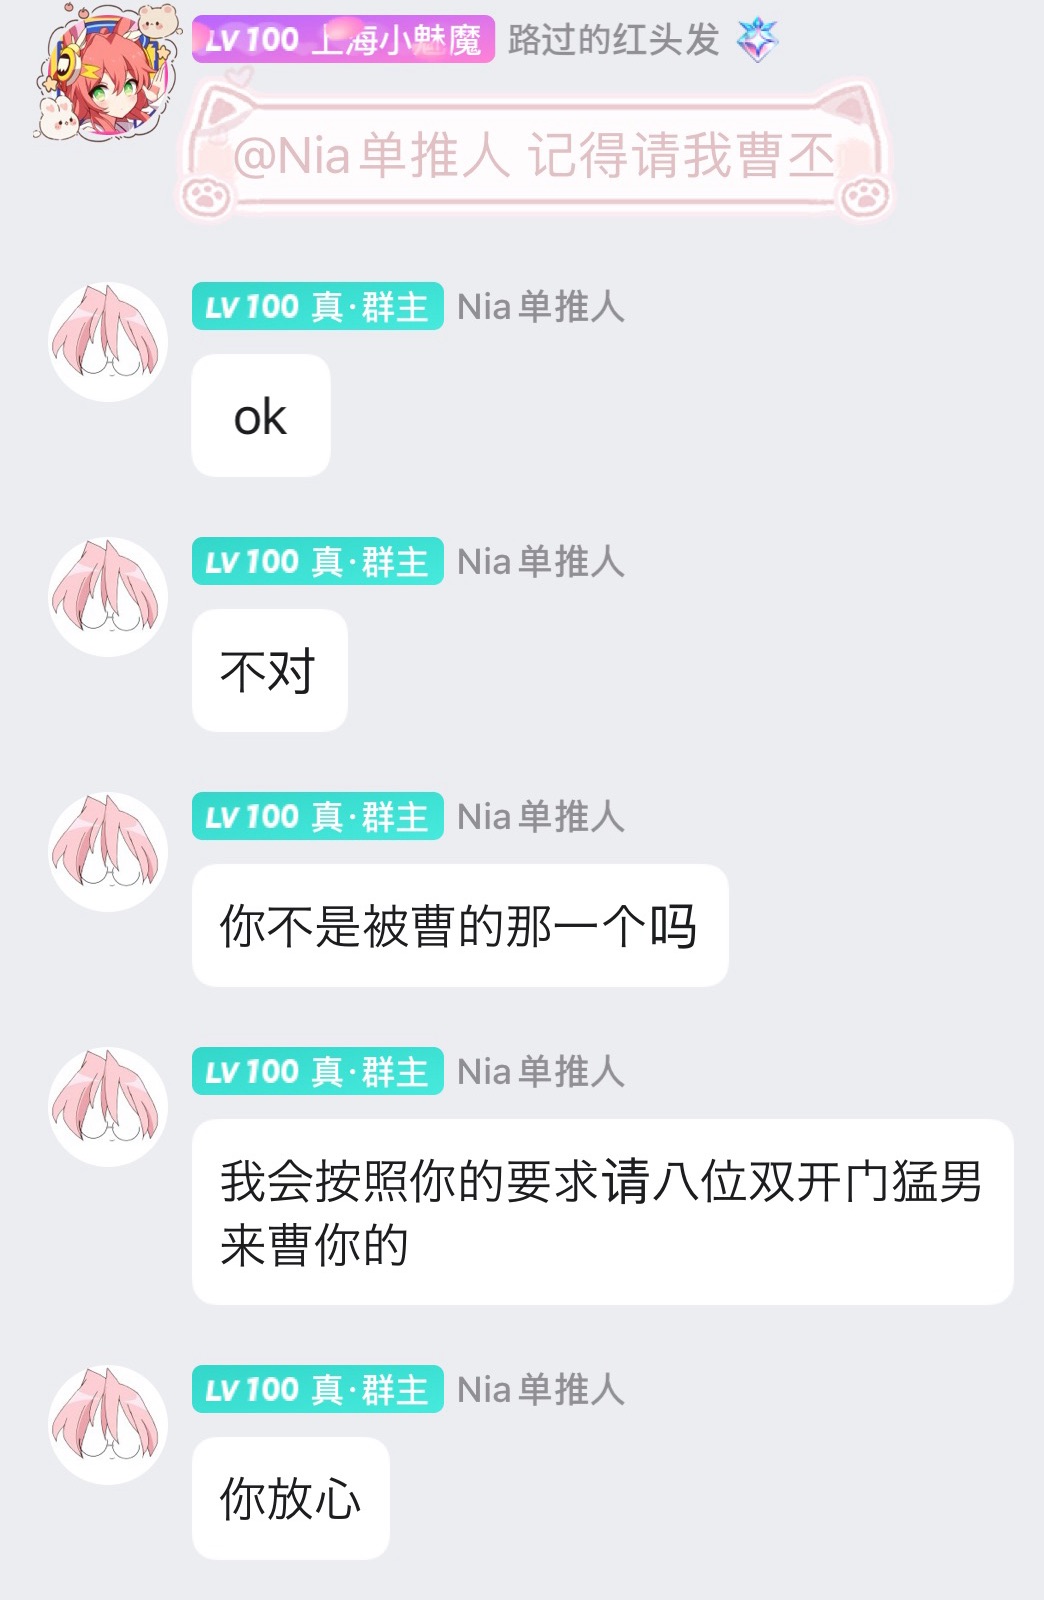 LV 100 上海小魅魔 路过的红头发
@Nia单推人 记得请我曹丕
LV 100 真·群主 Nia单推人
ok
LV 100 真·群主 Nia单推人
不对
LV 100 真·群主 Nia单推人
你不是被曹的那一个吗
LV 100 真·群主 Nia单推人
我会按照你的要求请八位双开门猛男
来曹你的
LV 100 真·群主 Nia单推人
你放心